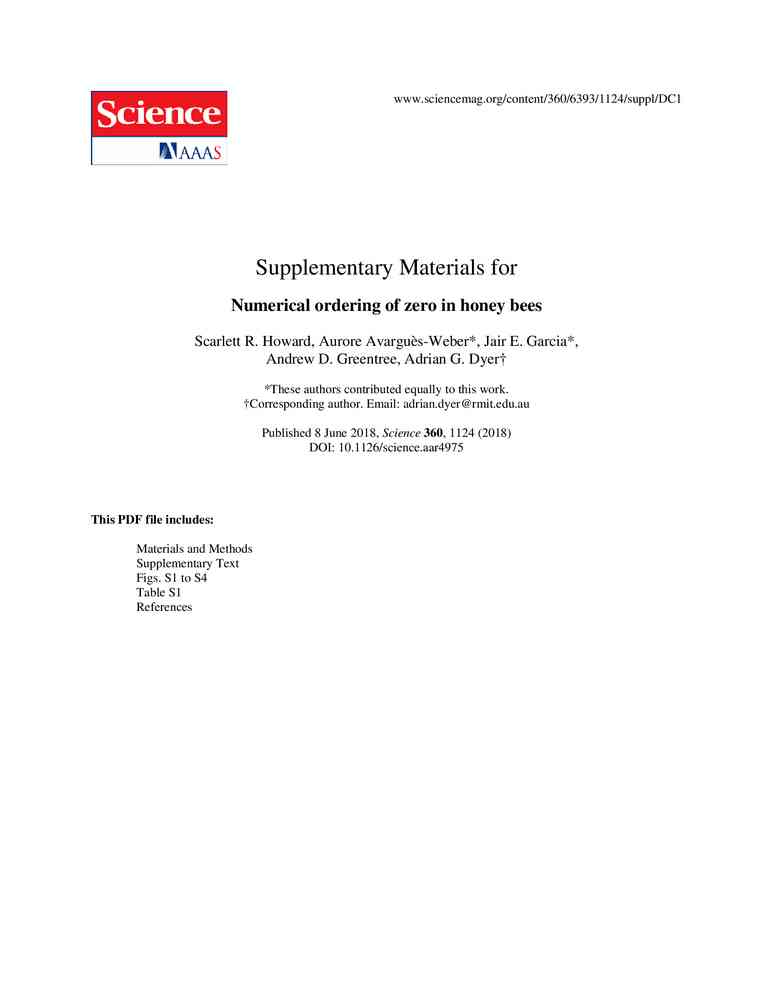 www.sciencemag.org/content/360/6393/1124/suppl/DC1
Science
AAAS
Supplementary Materials for
Numerical ordering of zero in honey bees
Scarlett R. Howard, Aurore Avarguès-Weber*, Jair E. Garcia*,
Andrew D. Greentree, Adrian G. Dyer†
*These authors contributed equally to this work.
†Corresponding author. Email: adrian.dyer@rmit.edu.au
Published 8 June 2018, Science 360, 1124 (2018)
DOI: 10.1126/science.aar4975
This PDF file includes:
Materials and Methods
Supplementary Text
Figs. S1 to S4
Table S1
References